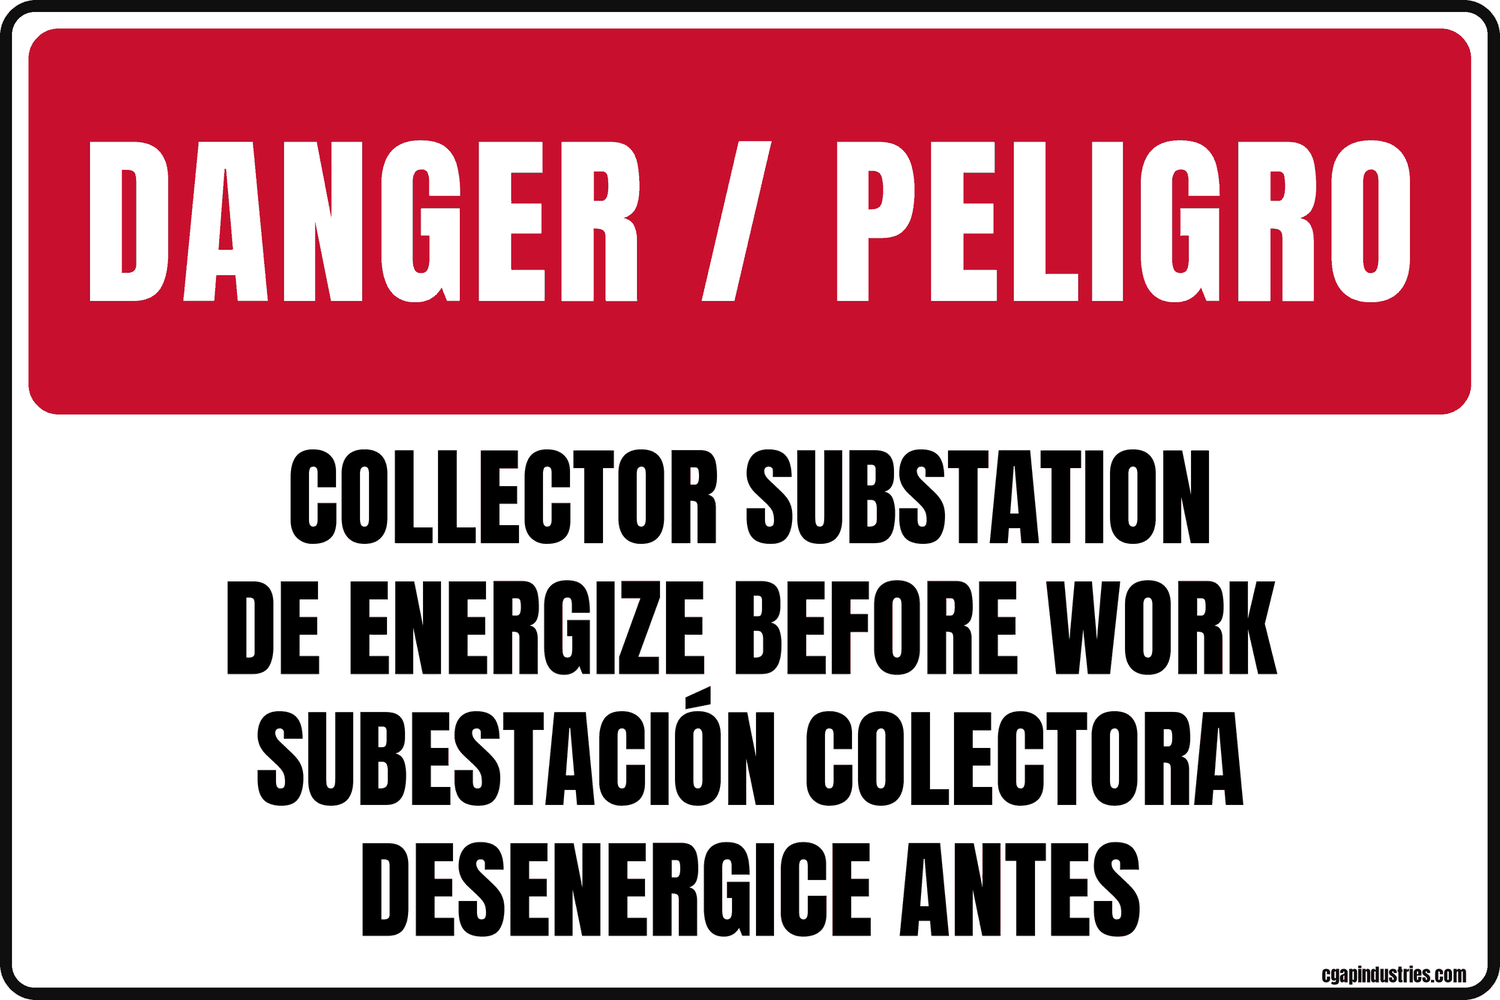 DANGER / PELIGRO
COLLECTOR SUBSTATION
DE ENERGIZE BEFORE WORK
SUBESTACIÓN COLECTORA
DESENERGICE ANTES
cgapindustries.com